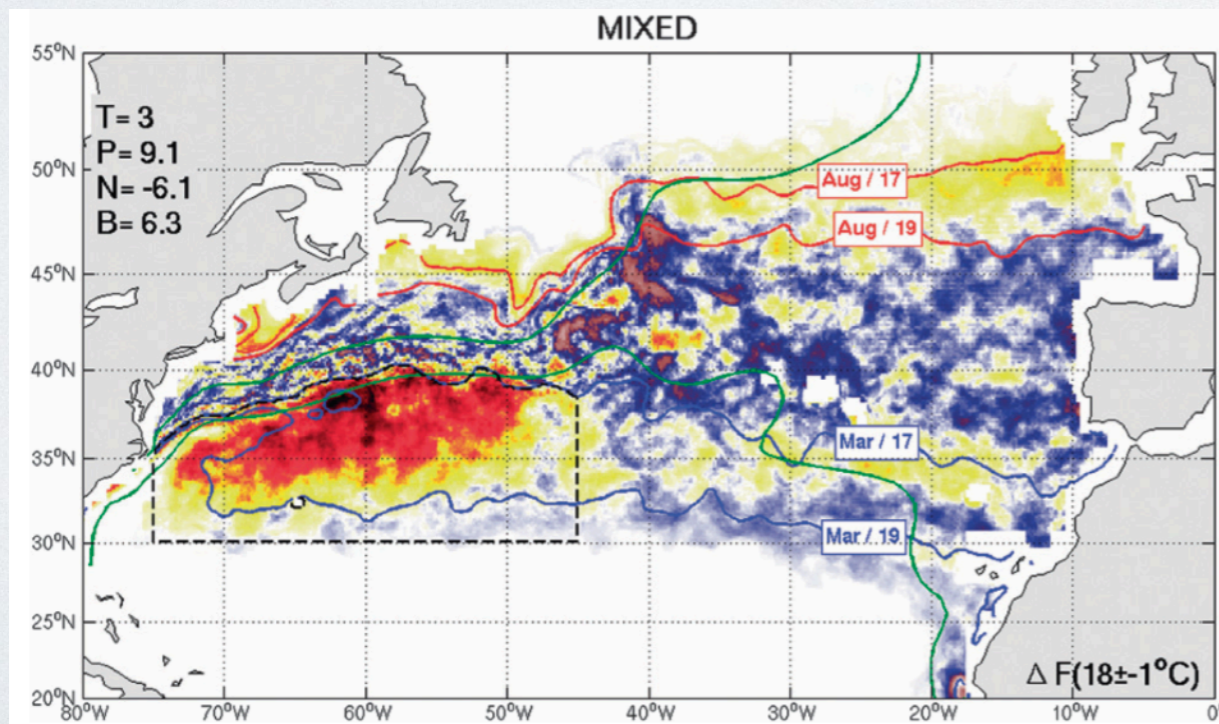 MIXED
T= 3
P= 9.1
N= -6.1
B= 6.3
55°N
50°N
45°N
40°N
35°N
30°N
25°N
20°N
Aug / 17
Aug / 19
Mar / 17
Mar / 19
Δ F(18±-1°C)
80°W 70°W 60°W 50°W 40°W 30°W 20°W 10°W 0°